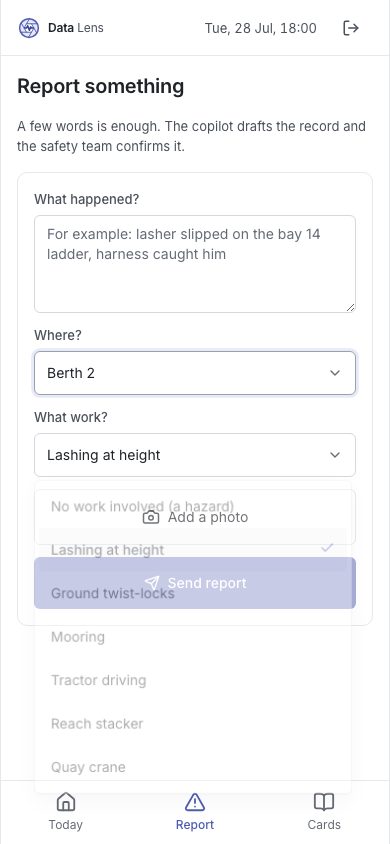 Data Lens
Tue, 28 Jul, 18:00
Report something
A few words is enough. The copilot drafts the record and
the safety team confirms it.
What happened?
For example: lasher slipped on the bay 14
ladder, harness caught him
Where?
Berth 2
What work?
Lashing at height
No work involved (a hazard)
Add a photo
Lashing at height
Send report
Ground twist-locks
Mooring
Tractor driving
Reach stacker
Quay crane
Today
Report
Cards